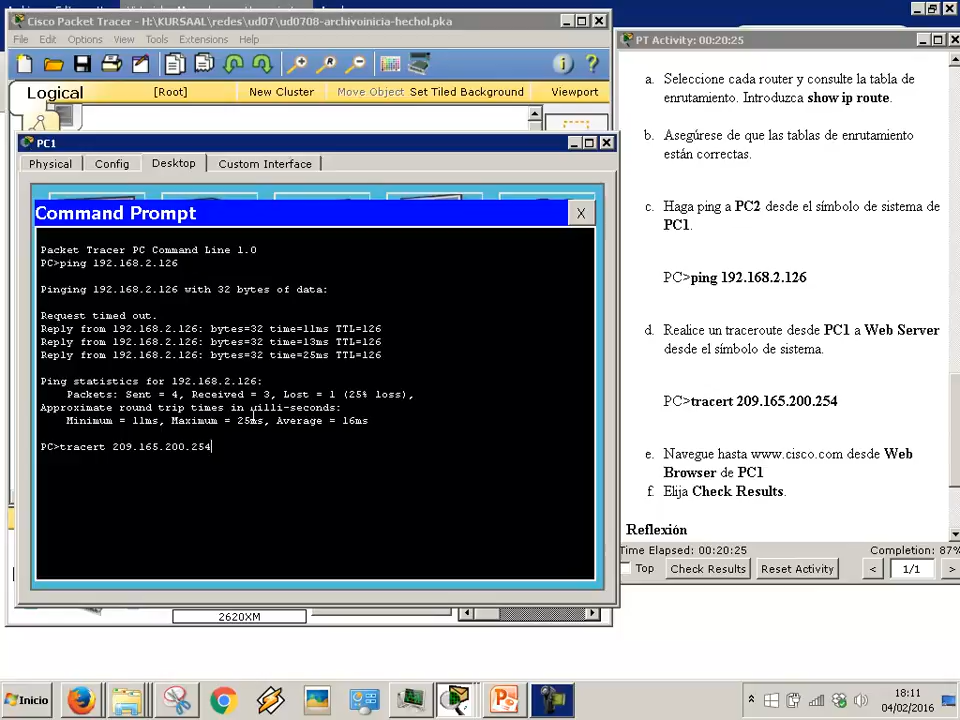 Cisco Packet Tracer - H:\KURSAAL\redes\ud07\ud0708-archivoinicia-hechol.pka
File Edit Options View Tools Extensions Help
Logical [Root] New Cluster Move Object Set Tiled Background Viewport
PC1
Physical Config Desktop Custom Interface
Command Prompt X
Packet Tracer PC Command Line 1.0
PC>ping 192.168.2.126
Pinging 192.168.2.126 with 32 bytes of data:
Request timed out.
Reply from 192.168.2.126: bytes=32 time=11ms TTL=126
Reply from 192.168.2.126: bytes=32 time=13ms TTL=126
Reply from 192.168.2.126: bytes=32 time=25ms TTL=126
Ping statistics for 192.168.2.126:
Packets: Sent = 4, Received = 3, Lost = 1 (25% loss),
Approximate round trip times in milli-seconds:
Minimum = 11ms, Maximum = 25ms, Average = 16ms
PC>tracert 209.165.200.254
2620XM
PT Activity: 00:20:25
a. Seleccione cada router y consulte la tabla de
enrutamiento. Introduzca show ip route.
b. Asegúrese de que las tablas de enrutamiento
están correctas.
c. Haga ping a PC2 desde el símbolo de sistema de
PC1.
PC>ping 192.168.2.126
d. Realice un traceroute desde PC1 a Web Server
desde el símbolo de sistema.
PC>tracert 209.165.200.254
e. Navegue hasta www.cisco.com desde Web
Browser de PC1
f. Elija Check Results.
Reflexión
Time Elapsed: 00:20:25 Completion: 87%
Top Check Results Reset Activity < 1/1 >
Inicio
18:11
04/02/2016